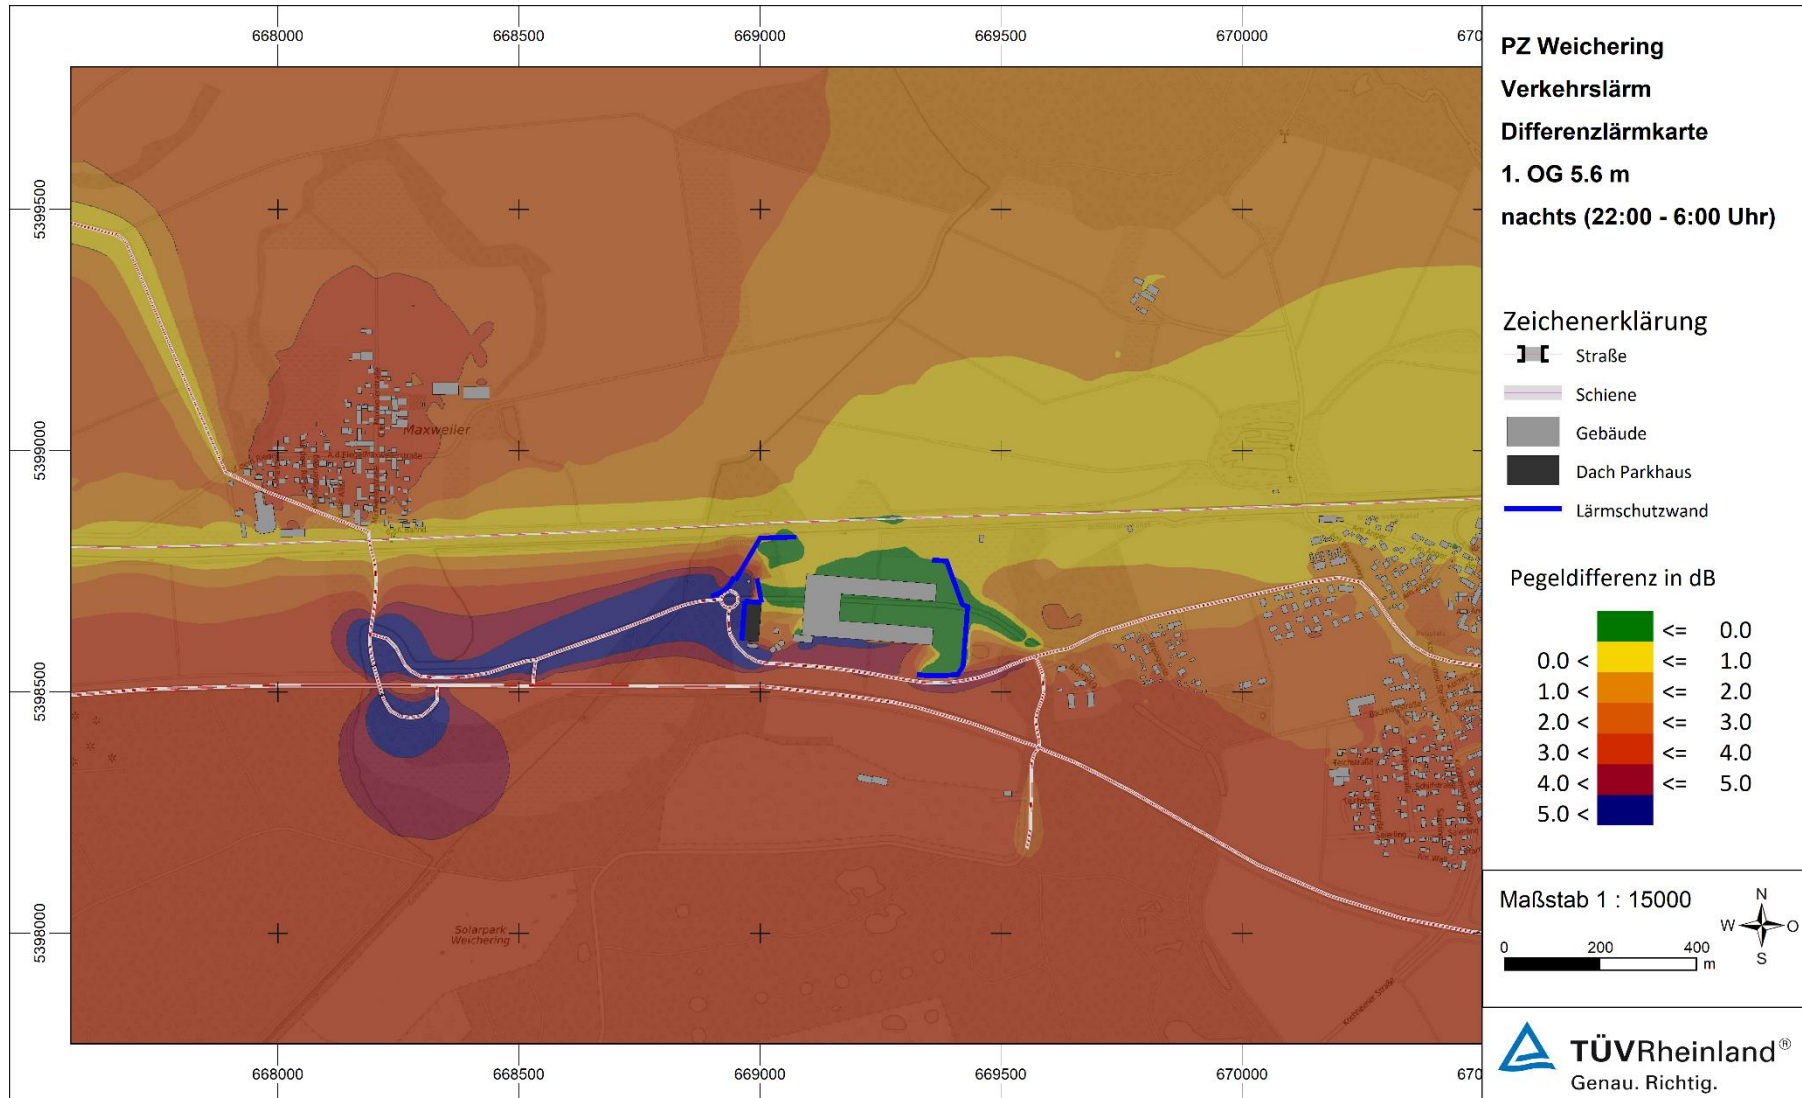 668000 668500 669000 669500 670000 670
PZ Weichering
Verkehrslärm
Differenzlärmkarte
1. OG 5.6 m
nachts (22:00 - 6:00 Uhr)
5399500
5399000
5398500
5398000
Maxweiler
Solarpark
Weichering
Zeichenerklärung
Straße
Schiene
Gebäude
Dach Parkhaus
Lärmschutzwand
Pegeldifferenz in dB
<= 0.0
0.0 < <= 1.0
1.0 < <= 2.0
2.0 < <= 3.0
3.0 < <= 4.0
4.0 < <= 5.0
5.0 <
Maßstab 1 : 15000
N
W O
S
0 200 400
m
668000 668500 669000 669500 670000 670
TÜVRheinland®
Genau. Richtig.